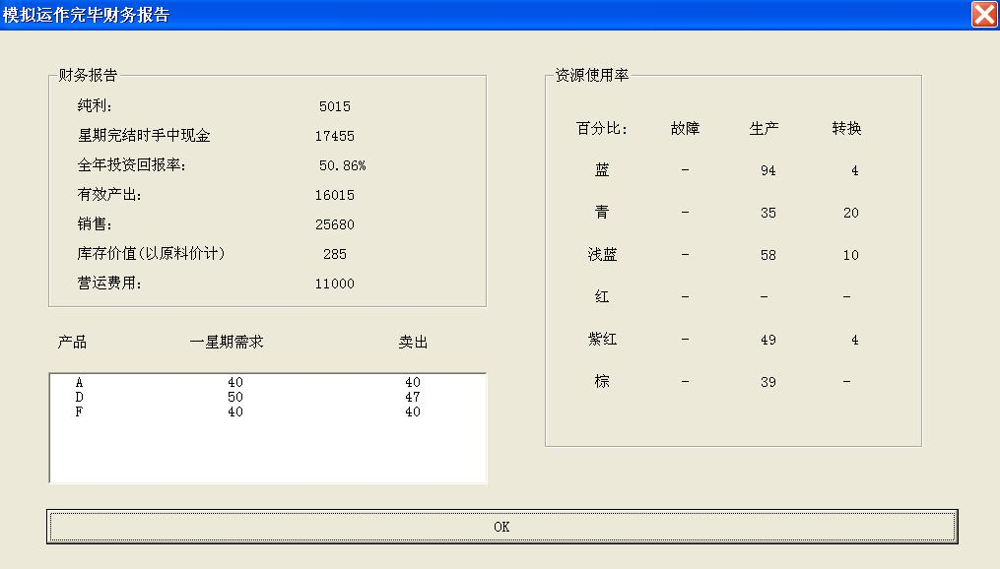 模拟运作完毕财务报告
财务报告
纯利: 5015
星期完结时手中现金 17455
全年投资回报率: 50.86%
有效产出: 16015
销售: 25680
库存价值(以原料价计) 285
营运费用: 11000
产品 一星期需求 卖出
A 40 40
D 50 47
F 40 40
资源使用率
百分比: 故障 生产 转换
蓝 - 94 4
青 - 35 20
浅蓝 - 58 10
红 - - -
紫红 - 49 4
棕 - 39 -
OK